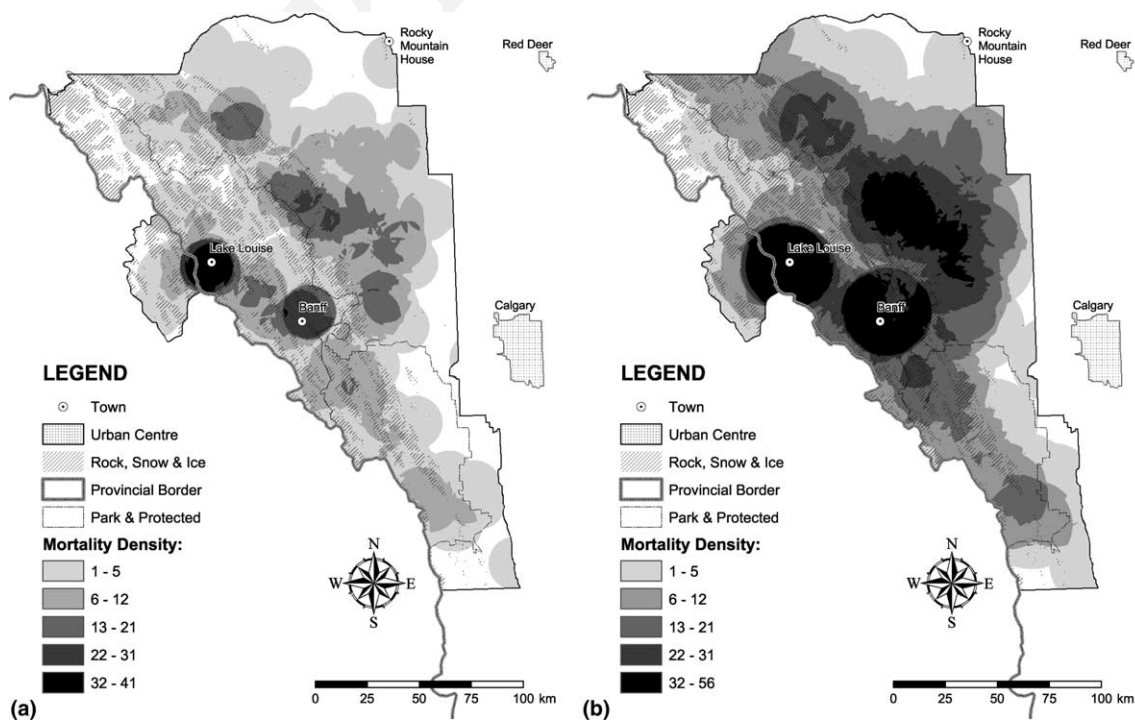 Rocky
Mountain
House
Red Deer
Lake Louise
Banff
Calgary
LEGEND
Town
Urban Centre
Rock, Snow & Ice
Provincial Border
Park & Protected
Mortality Density:
1 - 5
6 - 12
13 - 21
22 - 31
32 - 41
N
W E
S
0 25 50 75 100 km
(a)
Rocky
Mountain
House
Red Deer
Lake Louise
Banff
Calgary
LEGEND
Town
Urban Centre
Rock, Snow & Ice
Provincial Border
Park & Protected
Mortality Density:
1 - 5
6 - 12
13 - 21
22 - 31
32 - 56
N
W E
S
0 25 50 75 100 km
(b)